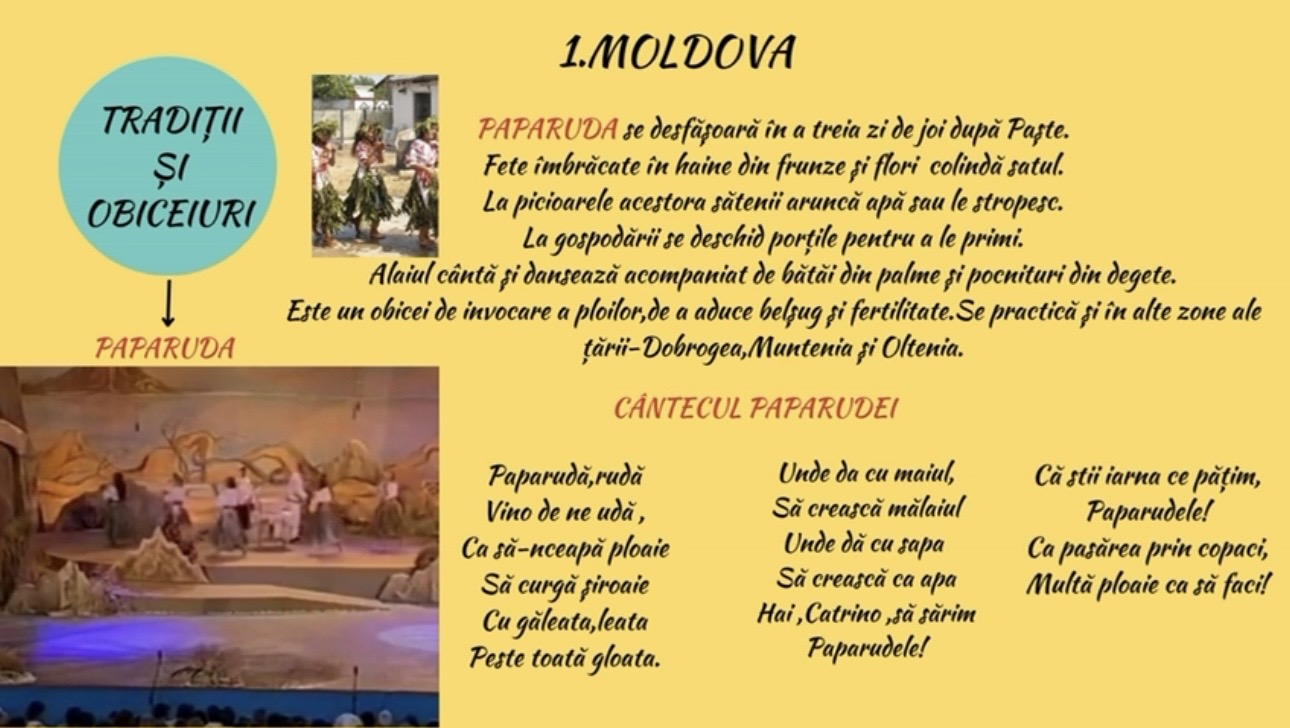 1.MOLDOVA
TRADIȚII
ȘI
OBICEIURI
PAPARUDA
PAPARUDA se desfășoară în a treia zi de joi după Paște.
Fete îmbrăcate în haine din frunze și flori colindă satul.
La picioarele acestora sătenii aruncă apă sau le stropesc.
La gospodării se deschid porțile pentru a le primi.
Alaiul cântă și dansează acompaniat de bătăi din palme și pocnituri din degete.
Este un obicei de invocare a ploilor,de a aduce belșug și fertilitate.Se practică și în alte zone ale
țării-Dobrogea,Muntenia și Oltenia.
CÂNTECUL PAPARUDEI
Paparudă,rudă
Vino de ne udă ,
Ca să-nceapă ploaie
Să curgă șiroaie
Cu găleata,leata
Peste toată gloata.
Unde da cu maiul,
Să crească mălaiul
Unde dă cu sapa
Să crească ca apa
Hai ,Catrino ,să sărim
Paparudele!
Că stii iarna ce pățim,
Paparudele!
Ca pasărea prin copaci,
Multă ploaie ca să faci!